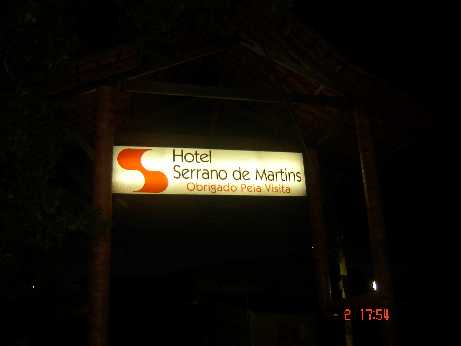 Hotel
Serrano de Martins
Obrigado Pela Visita
2 17:54